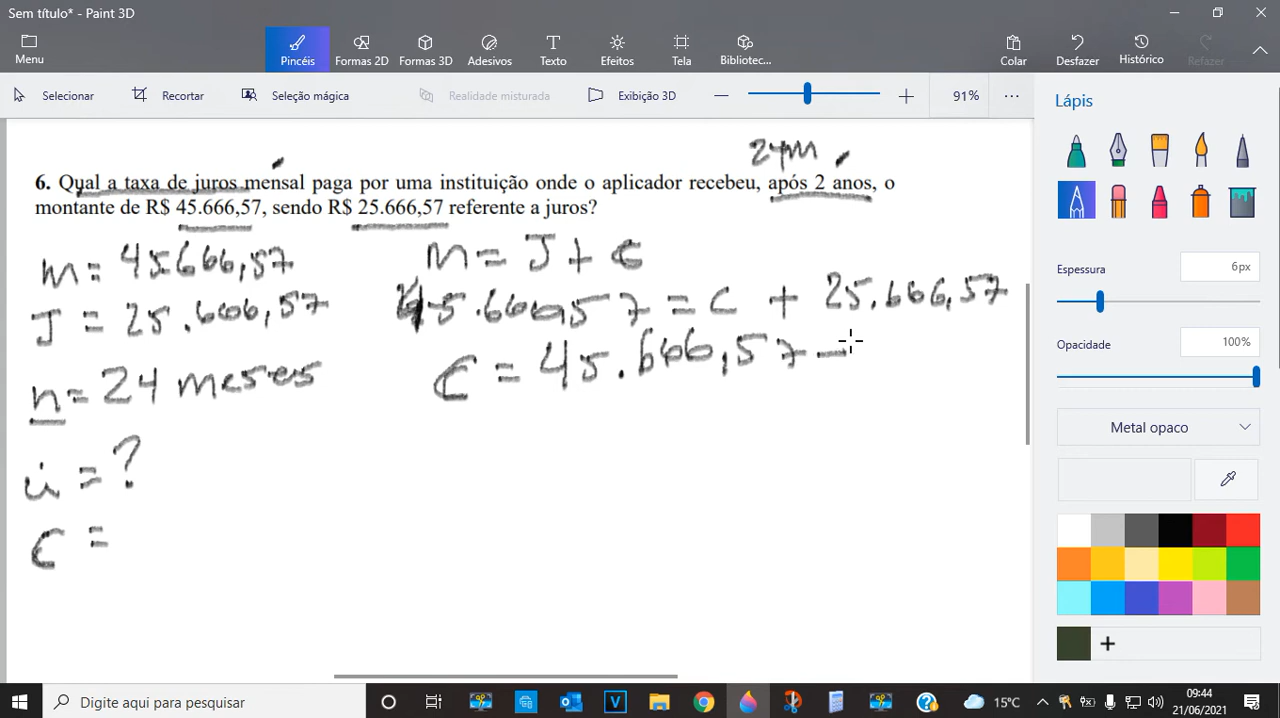 Sem título* - Paint 3D
Menu
Pincéis
Formas 2D
Formas 3D
Adesivos
Texto
Efeitos
Tela
Bibliotec...
Colar
Desfazer
Histórico
Refazer
Selecionar
Recortar
Seleção mágica
Realidade misturada
Exibição 3D
91%
Lápis
Espessura
6px
Opacidade
100%
Metal opaco
24m
6. Qual a taxa de juros mensal paga por uma instituição onde o aplicador recebeu, após 2 anos, o
montante de R$ 45.666,57, sendo R$ 25.666,57 referente a juros?
m = 45.666,57
J = 25.666,57
n = 24 meses
i = ?
C =
M = J + C
45.666,57 = C + 25.666,57
C = 45.666,57 -
Digite aqui para pesquisar
15°C
09:44
21/06/2021